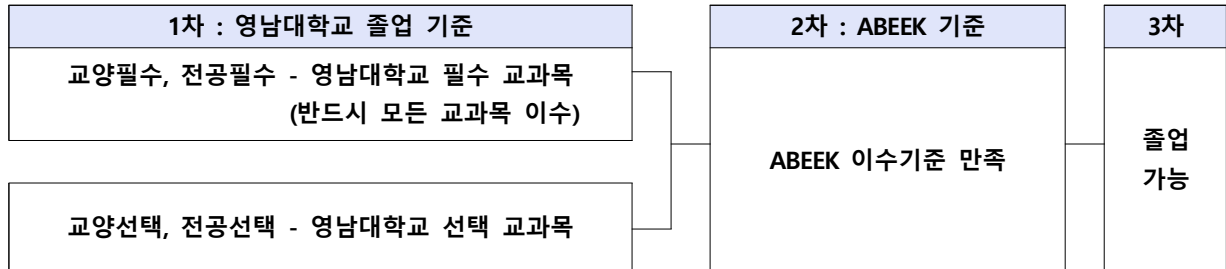 1차 : 영남대학교 졸업 기준
교양필수, 전공필수 - 영남대학교 필수 교과목
(반드시 모든 교과목 이수)
교양선택, 전공선택 - 영남대학교 선택 교과목
2차 : ABEEK 기준
ABEEK 이수기준 만족
3차
졸업
가능